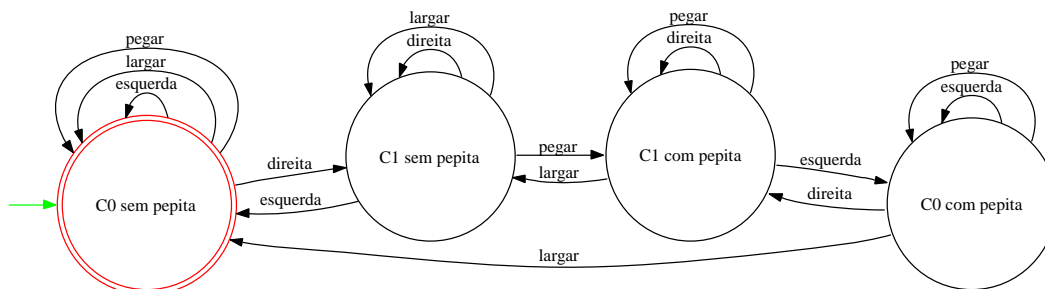 pegar
largar
esquerda
C0 sem pepita
direita
esquerda
largar
direita
C1 sem pepita
pegar
largar
pegar
direita
C1 com pepita
esquerda
direita
pegar
esquerda
C0 com pepita
largar